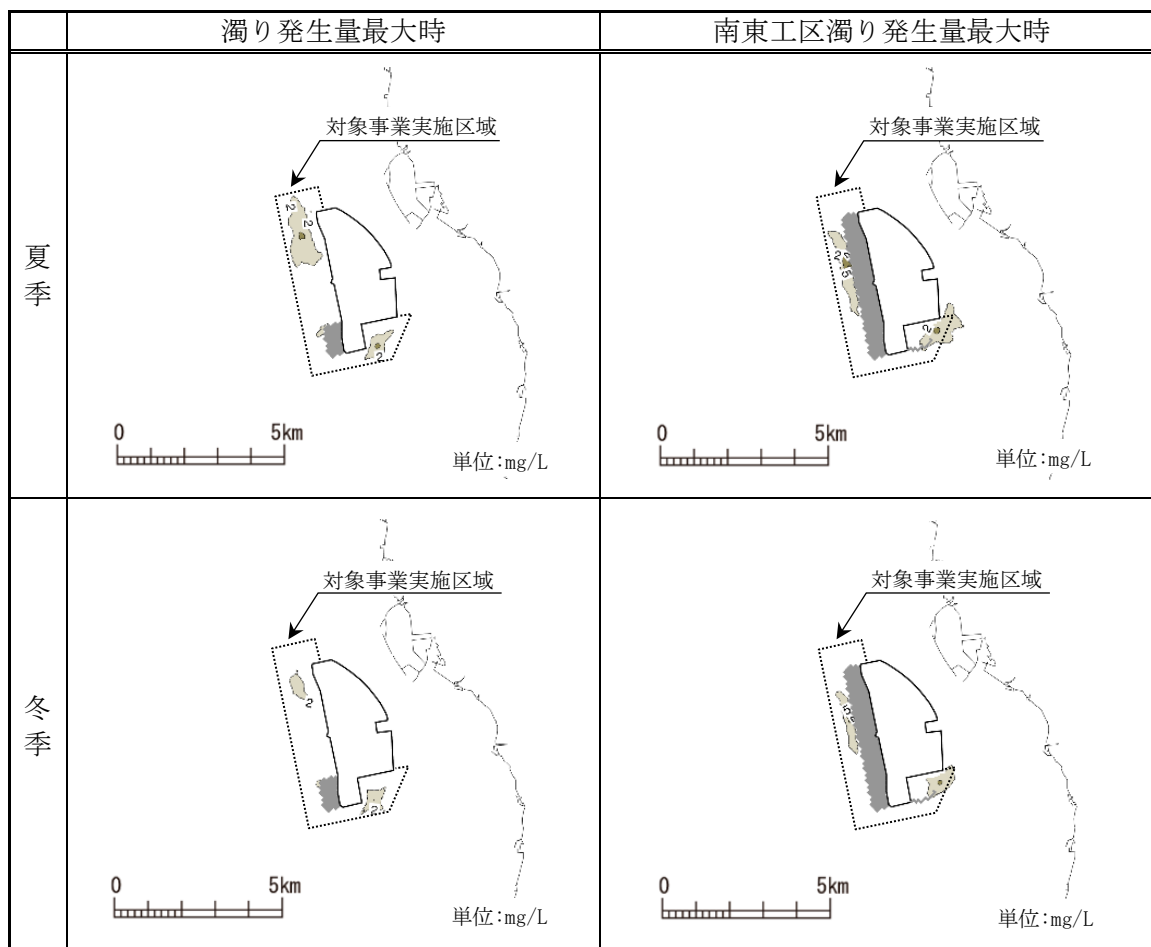 濁り発生量最大時
南東工区濁り発生量最大時
夏季
対象事業実施区域
2
2
2
0 5km
単位:mg/L
対象事業実施区域
2
5
2
0 5km
単位:mg/L
冬季
対象事業実施区域
2
2
0 5km
単位:mg/L
対象事業実施区域
0 5km
単位:mg/L